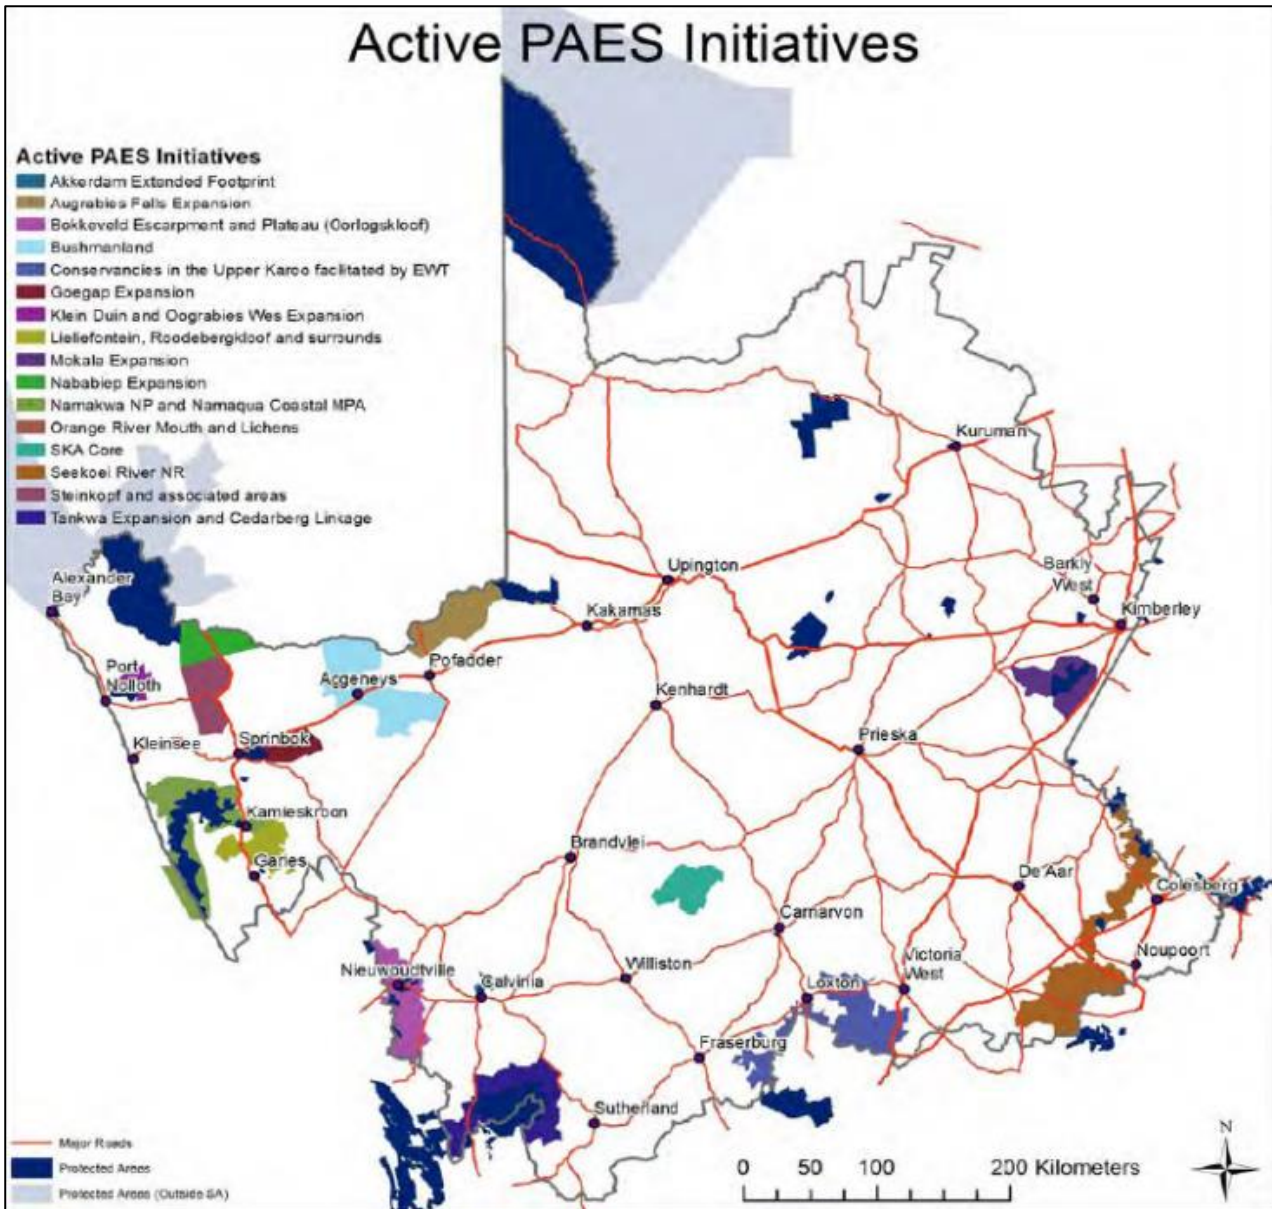 Active PAES Initiatives
Active PAES Initiatives
Akkerdam Extended Footprint
Augrabies Falls Expansion
Bokkeveld Escarpment and Plateau (Oorlogskloof)
Bushmanland
Conservancies in the Upper Karoo facilitated by EWT
Goegap Expansion
Klein Duin and Oograbies Wes Expansion
Lieliefontein, Roodebergkloof and surrounds
Mokala Expansion
Nababiep Expansion
Namakwa NP and Namaqua Coastal MPA
Orange River Mouth and Lichens
SKA Core
Seekoei River NR
Steinkopf and associated areas
Tankwa Expansion and Cedarberg Linkage
Kuruman
Alexander
Bay
Upington
Barkly
West
Kakamas
Kimberley
Port
Nolloth
Aggeneys
Pofadder
Kenhardt
Kleinsee
Sprinbok
Prieska
Kamieskroon
Garies
Brandvlei
De Aar
Colesberg
Carnarvon
Nieuwoudtville
Calvinia
Williston
Victoria
West
Noupoort
Loxton
Fraserburg
Sutherland
Major Roads
Protected Areas
Protected Areas (Outside SA)
0 50 100 200 Kilometers
N